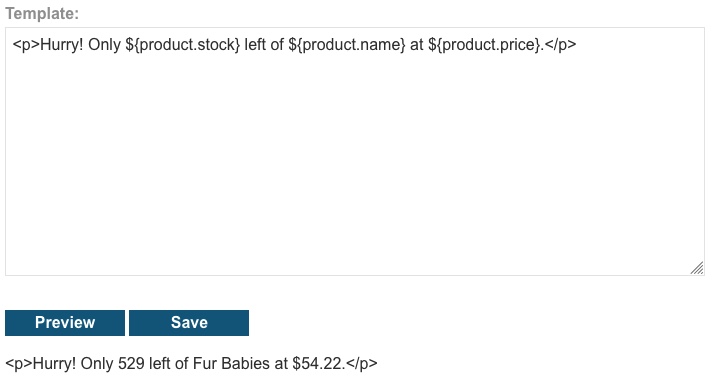 Template:
<p>Hurry! Only ${product.stock} left of ${product.name} at ${product.price}.</p>
Preview
Save
<p>Hurry! Only 529 left of Fur Babies at $54.22.</p>